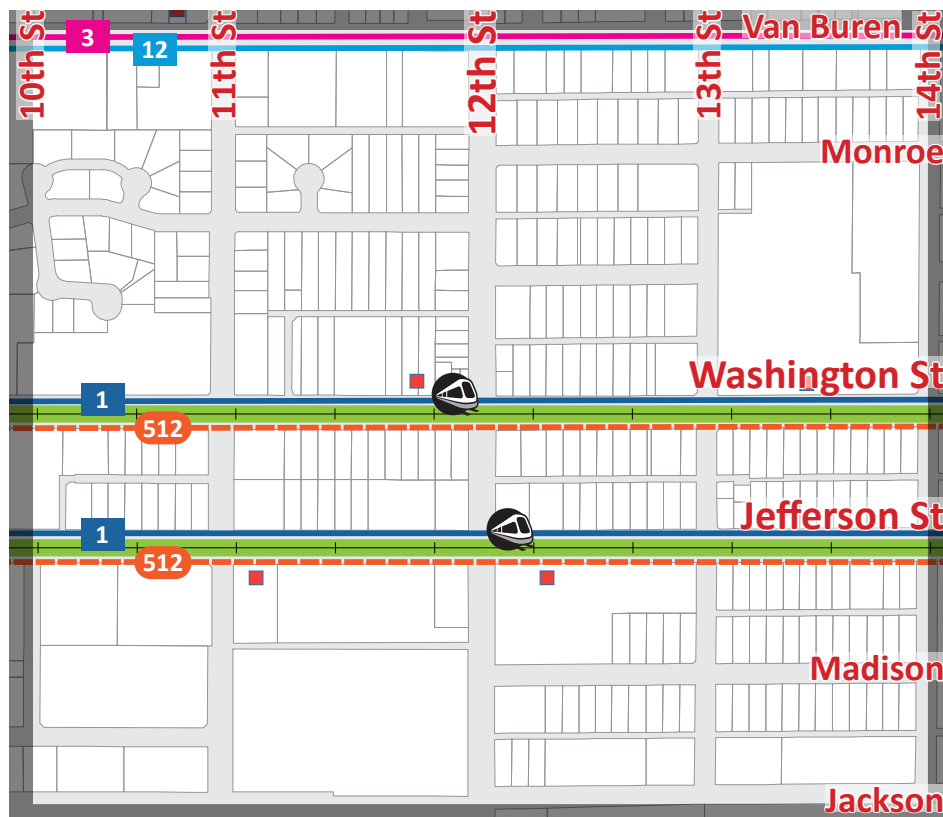 10th St
11th St
12th St
13th St
14th St
Van Buren
3
12
Monroe
Washington St
1
512
Jefferson St
1
512
Madison
Jackson